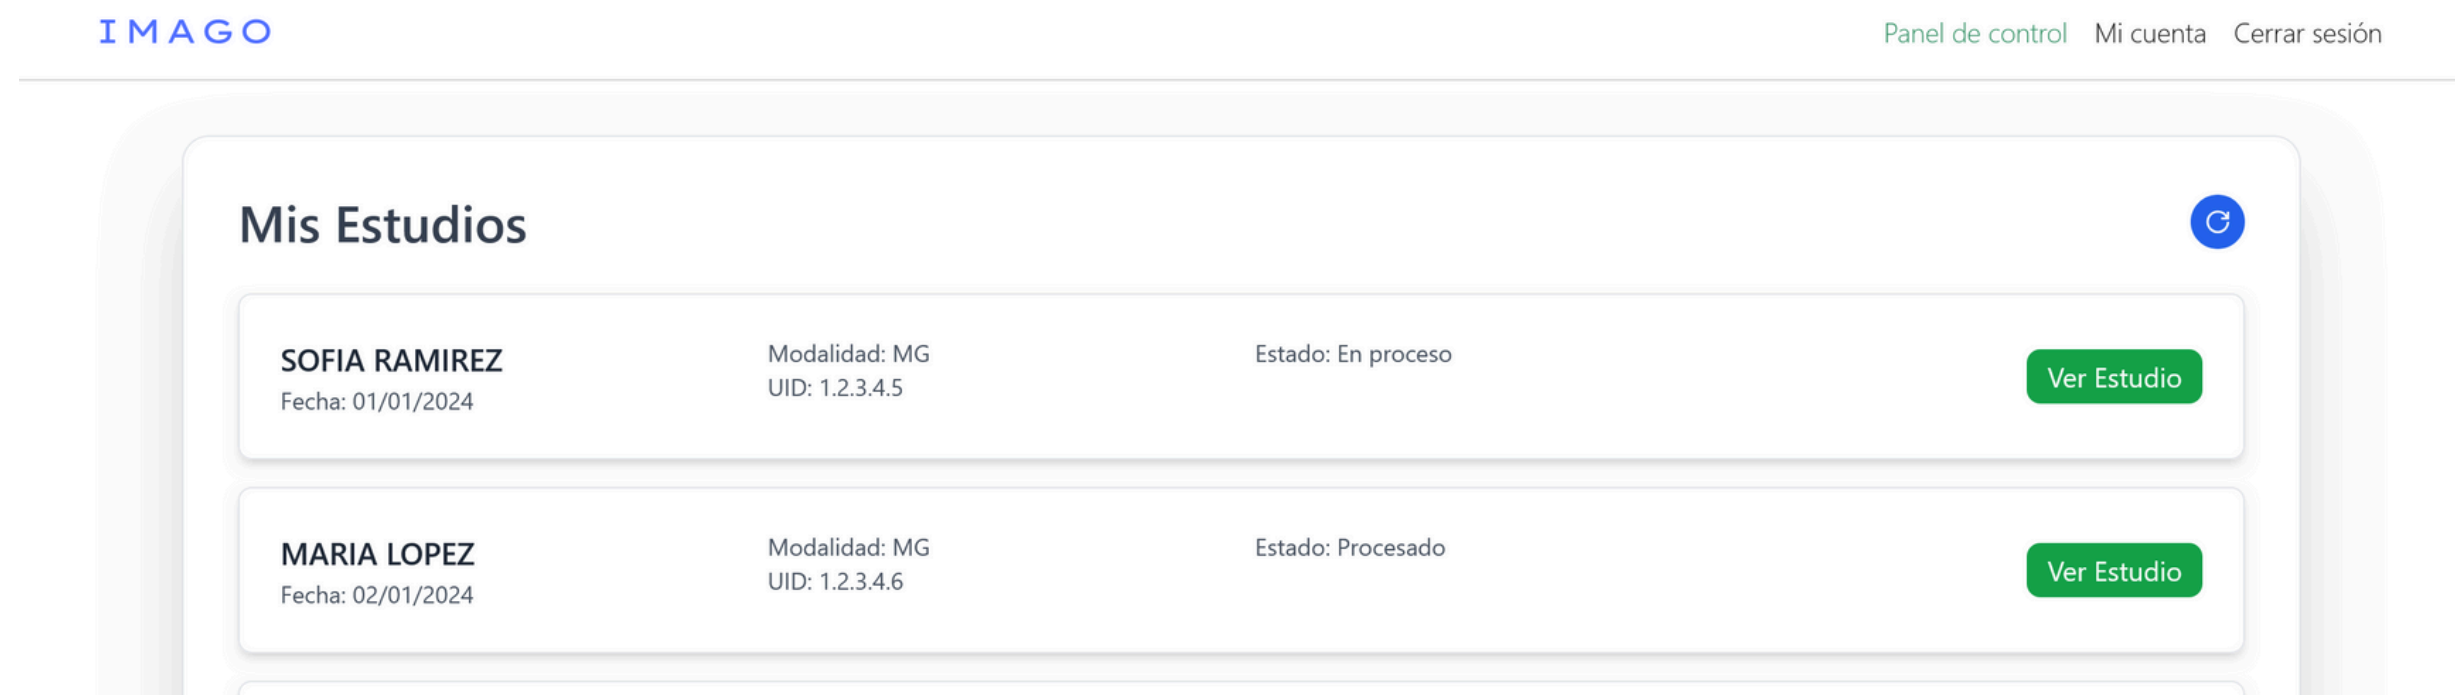 IMAGO
Panel de control Mi cuenta Cerrar sesión
Mis Estudios
SOFIA RAMIREZ
Fecha: 01/01/2024
Modalidad: MG
UID: 1.2.3.4.5
Estado: En proceso
Ver Estudio
MARIA LOPEZ
Fecha: 02/01/2024
Modalidad: MG
UID: 1.2.3.4.6
Estado: Procesado
Ver Estudio